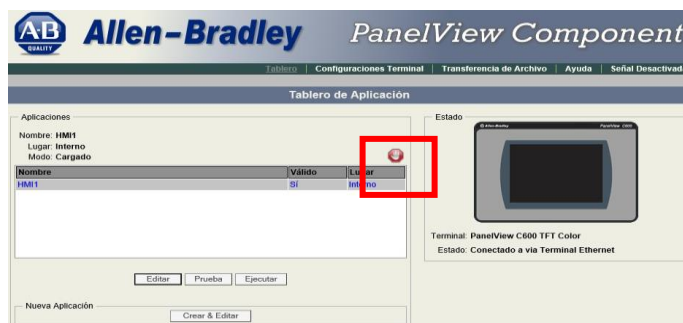 AB QUALITY Allen-Bradley PanelView Component
Tablero | Configuraciones Terminal | Transferencia de Archivo | Ayuda | Señal Desactivad
Tablero de Aplicación
Aplicaciones
Nombre: HMI1
Lugar: Interno
Modo: Cargado
Nombre Válido Lugar
HMI1 Sí Interno
Editar Prueba Ejecutar
Nueva Aplicación
Crear & Editar
Estado
Allen-Bradley PanelView C600
Terminal: PanelView C600 TFT Color
Estado: Conectado a via Terminal Ethernet